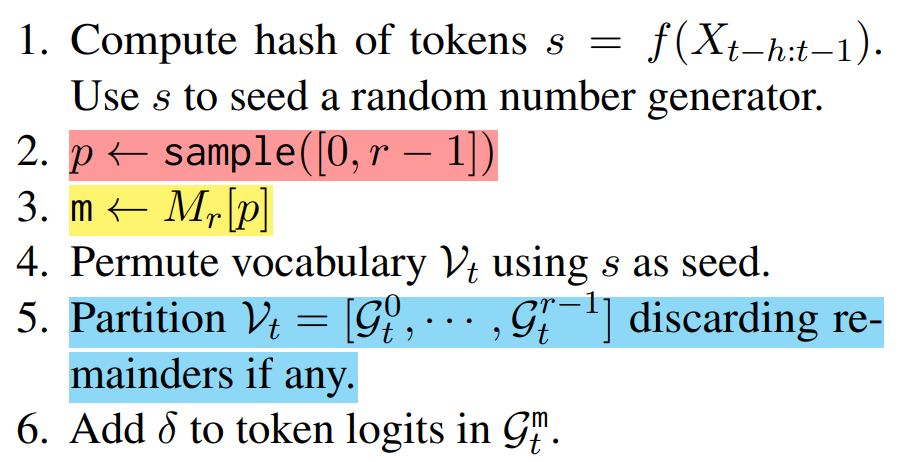 1. Compute hash of tokens $s = f(X_{t-h:t-1})$.
Use $s$ to seed a random number generator.
2. $p \leftarrow \texttt{sample}([0, r-1])$
3. $\texttt{m} \leftarrow M_r[p]$
4. Permute vocabulary $\mathcal{V}_t$ using $s$ as seed.
5. Partition $\mathcal{V}_t = [\mathcal{G}_t^0, \cdots, \mathcal{G}_t^{r-1}]$ discarding re-
mainders if any.
6. Add $\delta$ to token logits in $\mathcal{G}_t^{\texttt{m}}$.